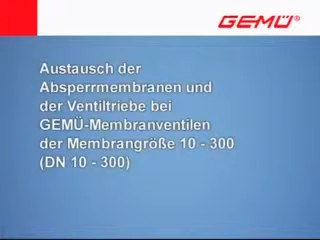 GEMÜ®
Austausch der
Absperrmembranen und
der Ventiltriebe bei
GEMÜ-Membranventilen
der Membrangröße 10 - 300
(DN 10 - 300)